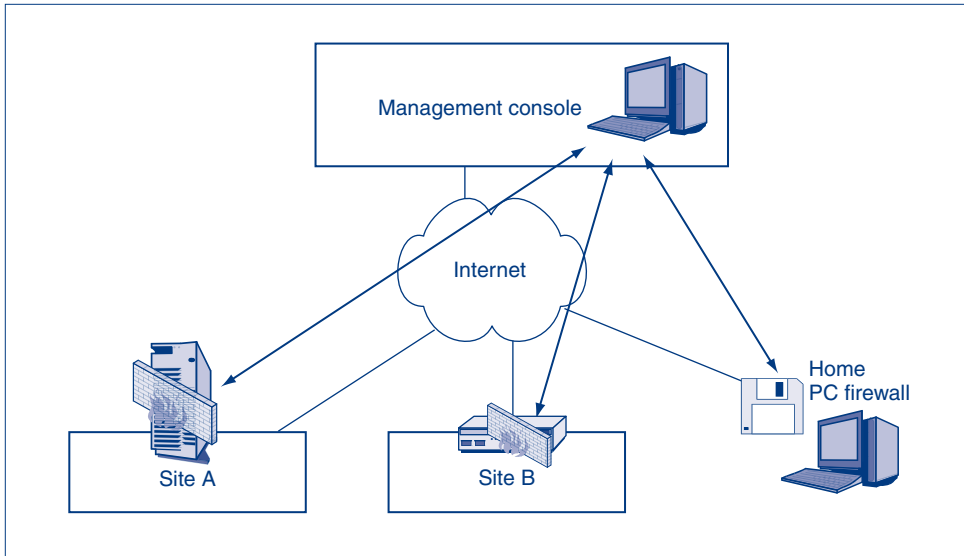 Management console
Internet
Home
PC firewall
Site A
Site B